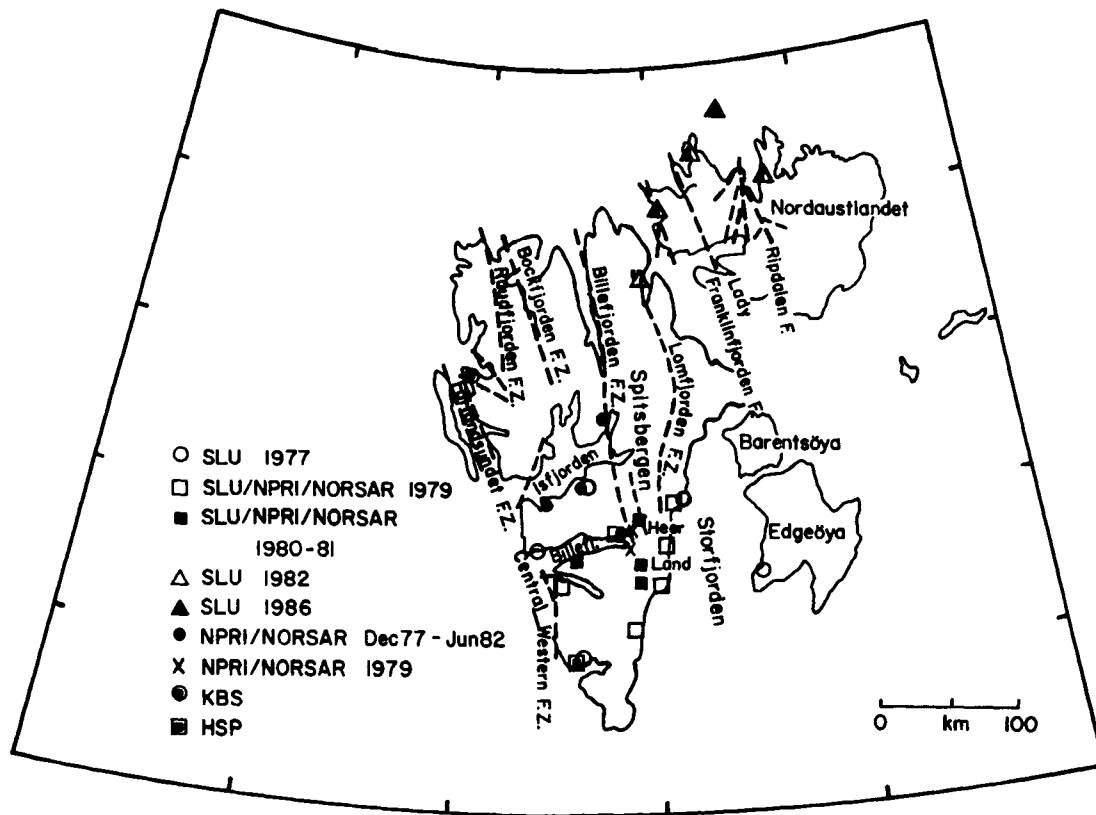 Nordaustlandet
Ripdalen F.
Lady
Franklinfjorden F.
Bockfjorden F.Z.
Raudfjorden F.Z.
Billefjorden F.Z.
Lomfjorden F.Z.
Spitsbergen
Forlandsundet F.Z.
Barentsöya
Isfjorden
Edgeöya
Storfjorden
Heer
Land
Central Western F.Z.
○ SLU 1977
□ SLU/NPRI/NORSAR 1979
■ SLU/NPRI/NORSAR
1980-81
△ SLU 1982
▲ SLU 1986
● NPRI/NORSAR Dec77 - Jun82
X NPRI/NORSAR 1979
KBS
HSP
0 km 100